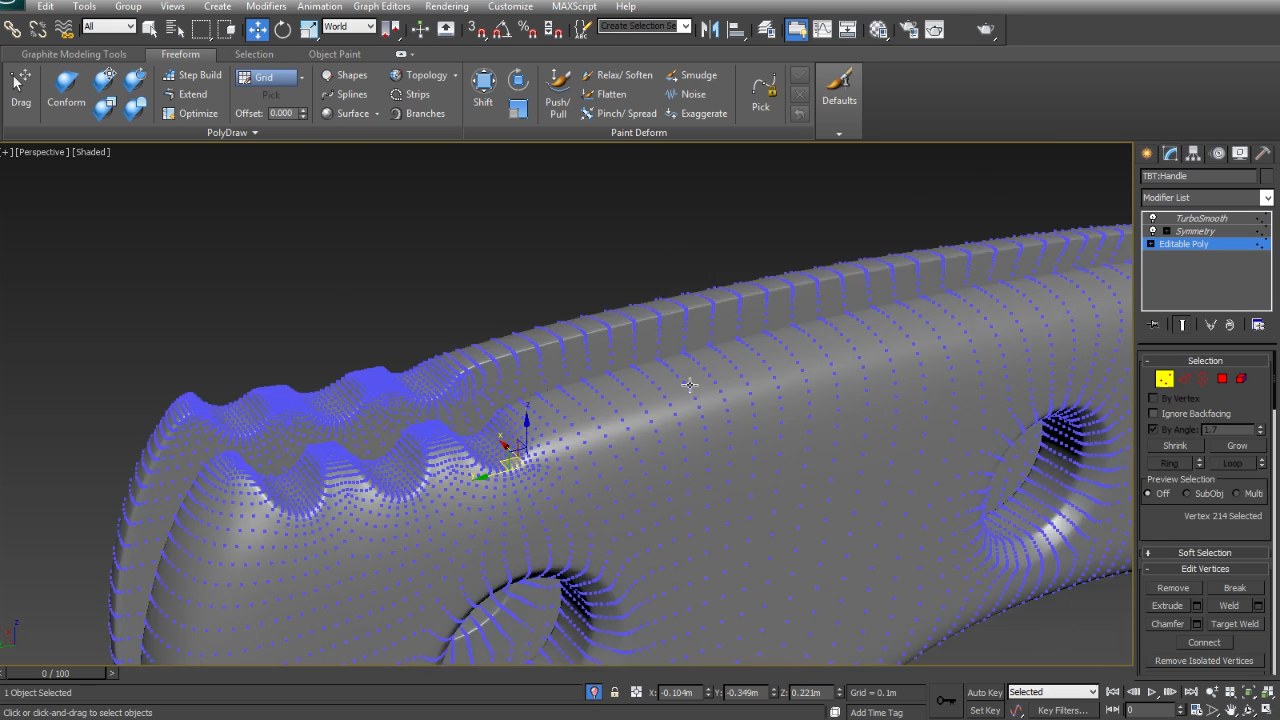 Edit Tools Group Views Create Modifiers Animation Graph Editors Rendering Customize MAXScript Help
All World Create Selection Se
Graphite Modeling Tools Freeform Selection Object Paint
Drag Conform Step Build Extend Optimize Grid Pick Offset: 0.000 Shapes Splines Surface Topology Strips Branches Shift Push/ Pull Relax/ Soften Flatten Pinch/ Spread Smudge Noise Exaggerate Pick Defaults
PolyDraw Paint Deform
[+] [Perspective] [Shaded]
TBT:Handle
Modifier List
TurboSmooth
Symmetry
Editable Poly
Selection
By Vertex
Ignore Backfacing
By Angle: 1.7
Shrink Grow
Ring Loop
Preview Selection
Off SubObj Multi
Vertex 214 Selected
Soft Selection
Edit Vertices
Remove Break
Extrude Weld
Chamfer Target Weld
Connect
Remove Isolated Vertices
x
z
z
x
0 / 100
1 Object Selected X: -0.104m Y: -0.349m Z: 0.221m Grid = 0.1m Auto Key Selected
Click or click-and-drag to select objects Add Time Tag Set Key Key Filters... 0